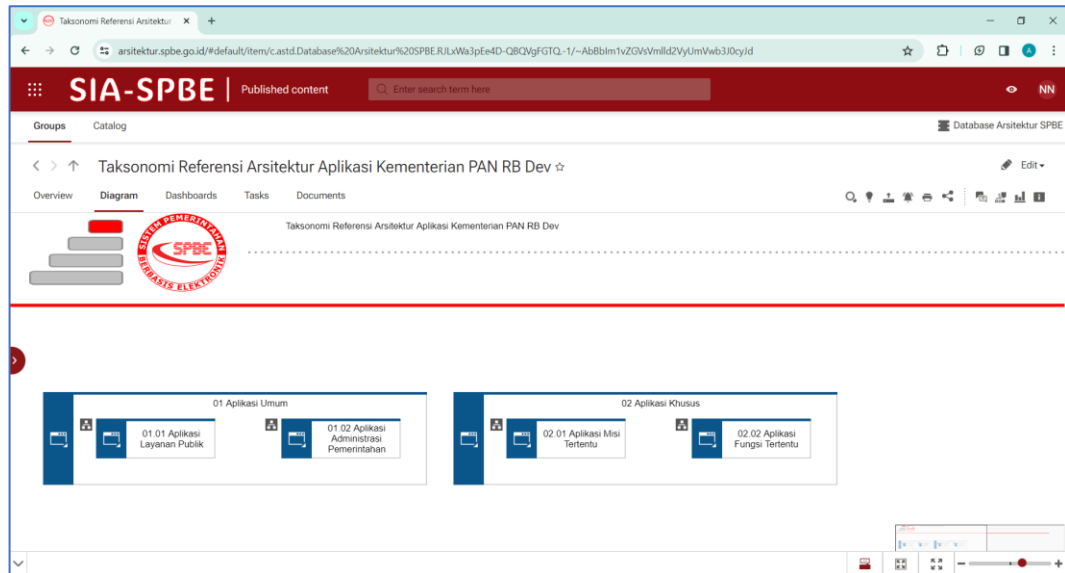 Taksonomi Referensi Arsitektur
arsitektur.spbe.go.id/#default/item/c.astd.Database%20Arsitektur%20SPBE.RJLxWa3pEe4D-QBQVgFGTQ.-1/~AbBbIm1vZGVsVmlld2VyUmVwb3J0cyJd
A
SIA-SPBE | Published content
Enter search term here
NN
Groups Catalog
Database Arsitektur SPBE
Taksonomi Referensi Arsitektur Aplikasi Kementerian PAN RB Dev
Edit
Overview Diagram Dashboards Tasks Documents
SISTEM PEMERINTAHAN
SPBE
BERBASIS ELEKTRONIK
Taksonomi Referensi Arsitektur Aplikasi Kementerian PAN RB Dev
01 Aplikasi Umum
01.01 Aplikasi
Layanan Publik
01.02 Aplikasi
Administrasi
Pemerintahan
02 Aplikasi Khusus
02.01 Aplikasi Misi
Tertentu
02.02 Aplikasi
Fungsi Tertentu